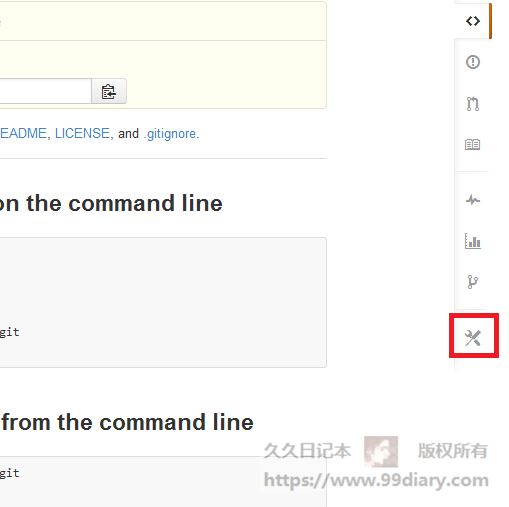 README, LICENSE, and .gitignore.
on the command line
git
from the command line
久久日记本 版权所有
git
https://www.99diary.com